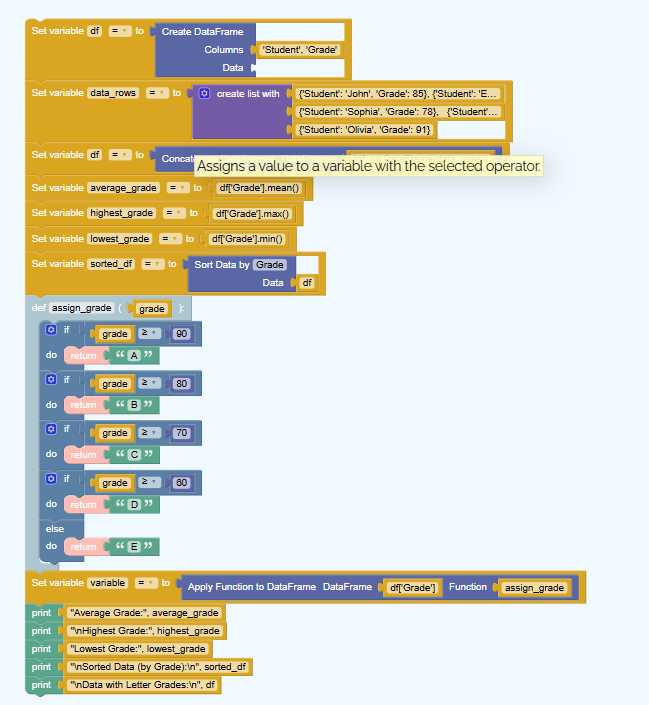 Set variable df = to Create DataFrame
Columns 'Student', 'Grade'
Data
Set variable data_rows = to create list with {'Student': 'John', 'Grade': 85}, {'Student': 'E...
{'Student': 'Sophia', 'Grade': 78}, {'Student'...
{'Student': 'Olivia', 'Grade': 91}
Set variable df = to Concate
Assigns a value to a variable with the selected operator.
Set variable average_grade = to df['Grade'].mean()
Set variable highest_grade = to df['Grade'].max()
Set variable lowest_grade = to df['Grade'].min()
Set variable sorted_df = to Sort Data by Grade
Data df
def assign_grade ( grade ):
if grade ≥ 90
do return “ A ”
if grade ≥ 80
do return “ B ”
if grade ≥ 70
do return “ C ”
if grade ≥ 60
do return “ D ”
else
do return “ E ”
Set variable variable = to Apply Function to DataFrame DataFrame df['Grade'] Function assign_grade
print "Average Grade:", average_grade
print "\nHighest Grade:", highest_grade
print "Lowest Grade:", lowest_grade
print "\nSorted Data (by Grade):\n", sorted_df
print "\nData with Letter Grades:\n", df